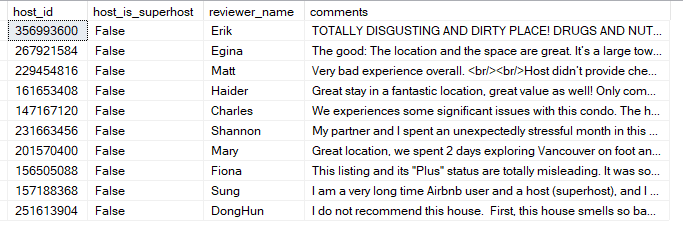 host_id host_is_superhost reviewer_name comments
356993600 False Erik TOTALLY DISGUSTING AND DIRTY PLACE! DRUGS AND NUT...
267921584 False Egina The good: The location and the space are great. It's a large tow...
229454816 False Matt Very bad experience overall. <br/><br/>Host didn't provide che...
161653408 False Haider Great stay in a fantastic location, great value as well! Only com...
147167120 False Charles We experiences some significant issues with this condo. The h...
231663456 False Shannon My partner and I spent an unexpectedly stressful month in this ...
201570400 False Mary Great location, we spent 2 days exploring Vancouver on foot an...
156505088 False Fiona This listing and its "Plus" status are totally misleading. It was so...
157188368 False Sung I am a very long time Airbnb user and a host (superhost), and I ...
251613904 False DongHun I do not recommend this house.  First, this house smells so ba...